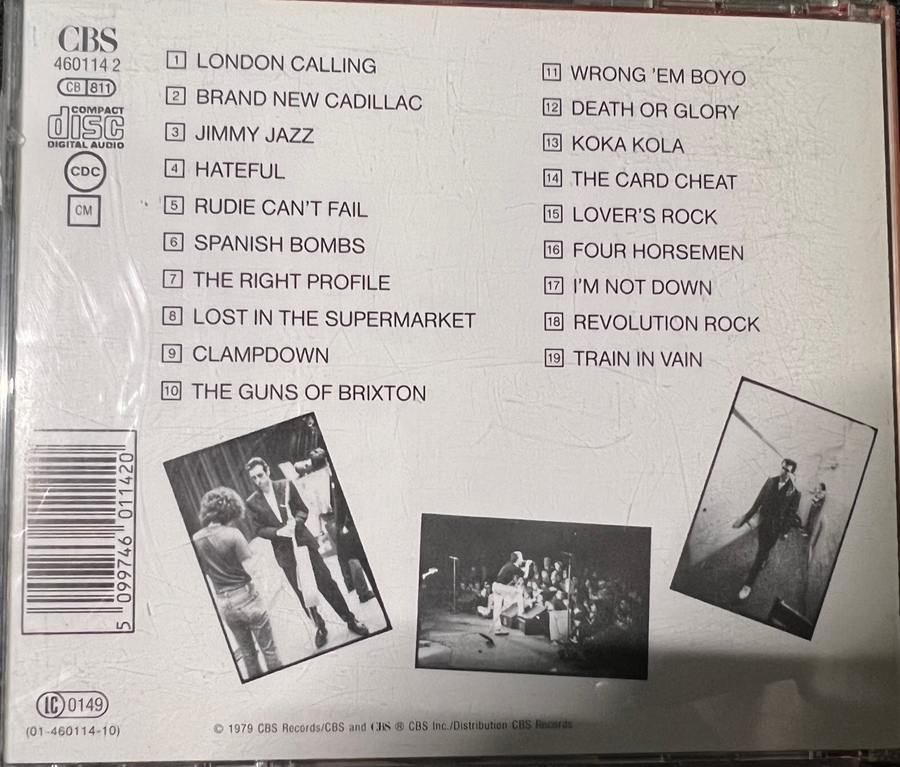 CBS
460114 2
CB 811
COMPACT
disc
DIGITAL AUDIO
CDC
CM
1 LONDON CALLING
2 BRAND NEW CADILLAC
3 JIMMY JAZZ
4 HATEFUL
5 RUDIE CAN'T FAIL
6 SPANISH BOMBS
7 THE RIGHT PROFILE
8 LOST IN THE SUPERMARKET
9 CLAMPDOWN
10 THE GUNS OF BRIXTON
11 WRONG 'EM BOYO
12 DEATH OR GLORY
13 KOKA KOLA
14 THE CARD CHEAT
15 LOVER'S ROCK
16 FOUR HORSEMEN
17 I'M NOT DOWN
18 REVOLUTION ROCK
19 TRAIN IN VAIN
5 099746 011420
LC 0149
(01-460114-10)
© 1979 CBS Records/CBS and CBS ® CBS Inc./Distribution CBS Records